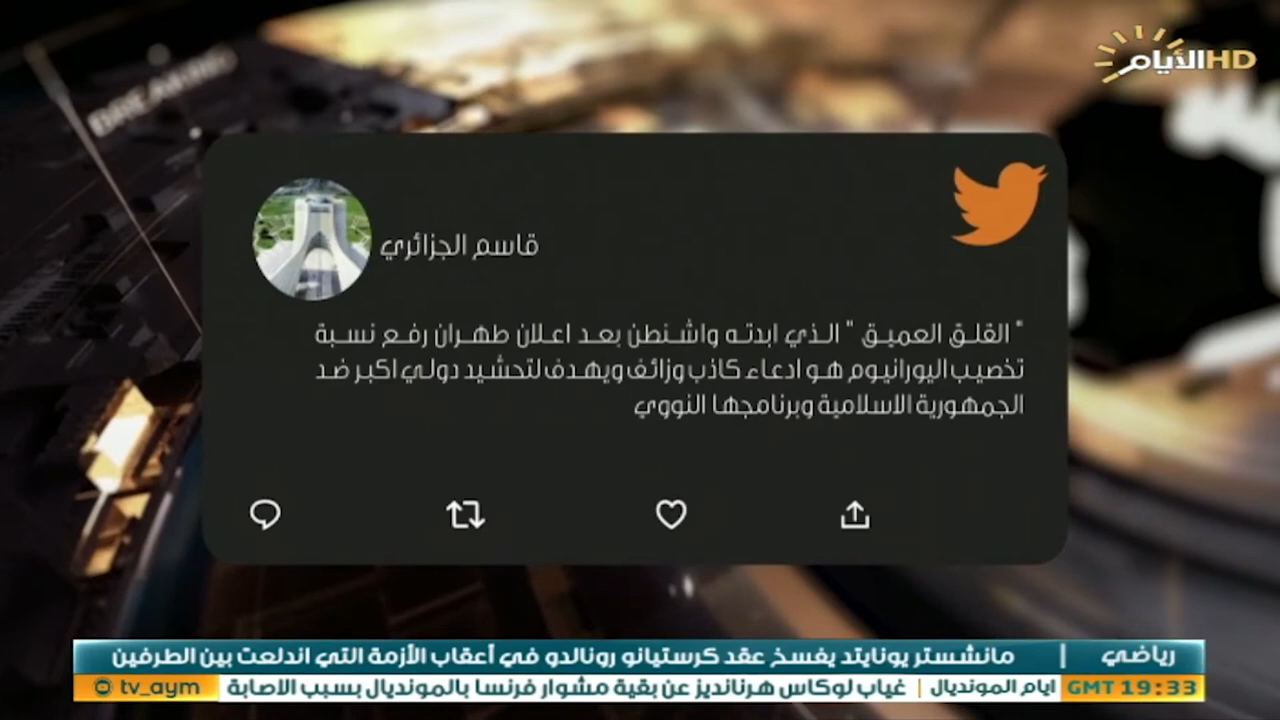 الأيام HD
BREAKING
قاسم الجزائري
" القلق العميق " الذي ابدته واشنطن بعد اعلان طهران رفع نسبة
تخصيب اليورانيوم هو ادعاء كاذب وزائف ويهدف لتحشيد دولي اكبر ضد
الجمهورية الاسلامية وبرنامجها النووي
رياضي | مانشستر يونايتد يفسخ عقد كرستيانو رونالدو في أعقاب الأزمة التي اندلعت بين الطرفين
GMT 19:33 ايام المونديال | غياب لوكاس هرنانديز عن بقية مشوار فرنسا بالمونديال بسبب الاصابة tv_aym